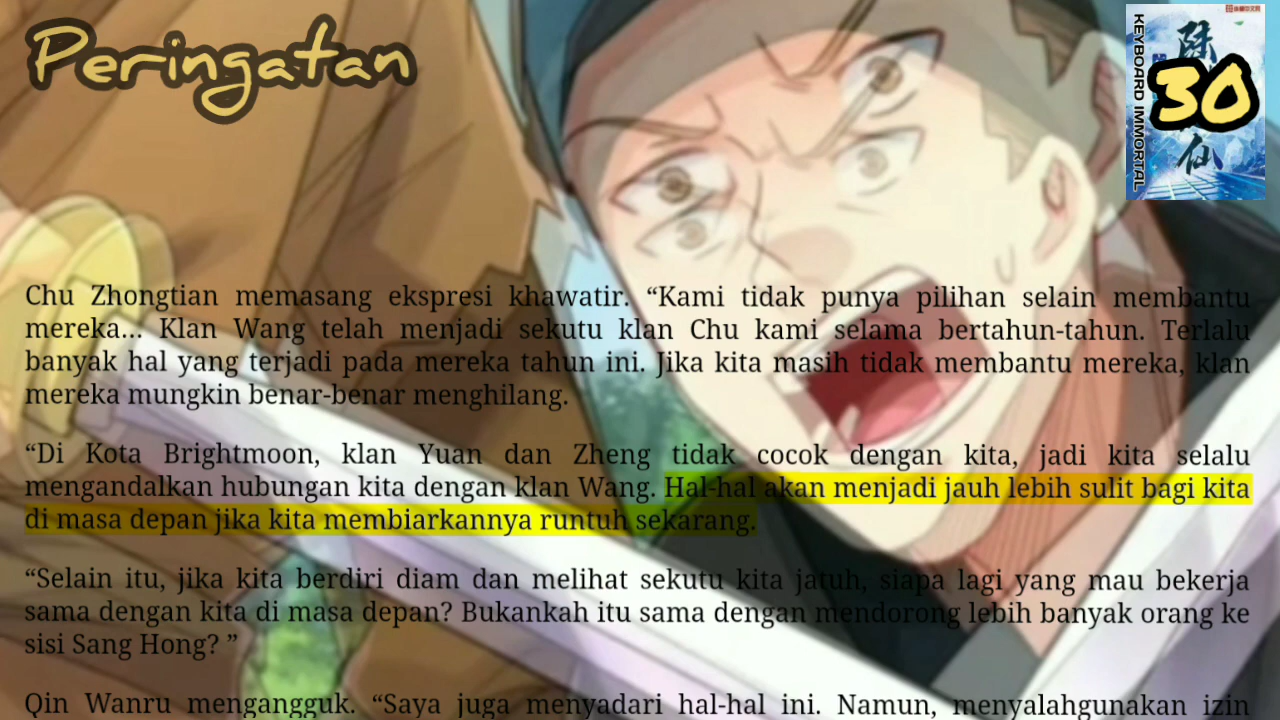 Peringatan
KEYBOARD IMMORTAL
陆
30
仙
Chu Zhongtian memasang ekspresi khawatir. “Kami tidak punya pilihan selain membantu
mereka... Klan Wang telah menjadi sekutu klan Chu kami selama bertahun-tahun. Terlalu
banyak hal yang terjadi pada mereka tahun ini. Jika kita masih tidak membantu mereka, klan
mereka mungkin benar-benar menghilang.
“Di Kota Brightmoon, klan Yuan dan Zheng tidak cocok dengan kita, jadi kita selalu
mengandalkan hubungan kita dengan klan Wang. Hal-hal akan menjadi jauh lebih sulit bagi kita
di masa depan jika kita membiarkannya runtuh sekarang.
“Selain itu, jika kita berdiri diam dan melihat sekutu kita jatuh, siapa lagi yang mau bekerja
sama dengan kita di masa depan? Bukankah itu sama dengan mendorong lebih banyak orang ke
sisi Sang Hong? ”
Qin Wanru mengangguk. “Saya juga menyadari hal-hal ini. Namun, menyalahgunakan izin